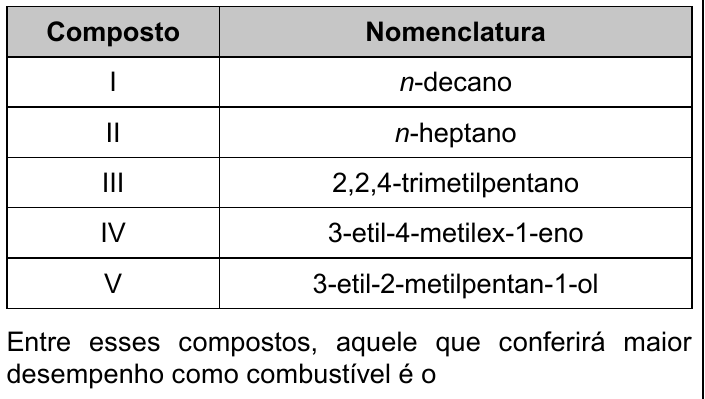 Composto Nomenclatura
I n-decano
II n-heptano
III 2,2,4-trimetilpentano
IV 3-etil-4-metilex-1-eno
V 3-etil-2-metilpentan-1-ol
Entre esses compostos, aquele que conferirá maior
desempenho como combustível é o